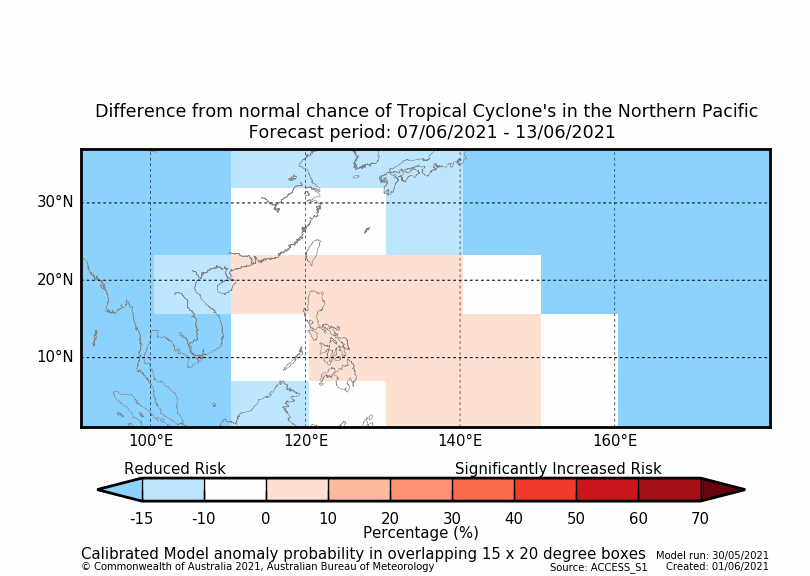 Difference from normal chance of Tropical Cyclone's in the Northern Pacific
Forecast period: 07/06/2021 - 13/06/2021
30°N
20°N
10°N
100°E 120°E 140°E 160°E
Reduced Risk Significantly Increased Risk
-15 -10 0 10 20 30 40 50 60 70
Percentage (%)
Calibrated Model anomaly probability in overlapping 15 x 20 degree boxes Model run: 30/05/2021
© Commonwealth of Australia 2021, Australian Bureau of Meteorology Source: ACCESS_S1 Created: 01/06/2021